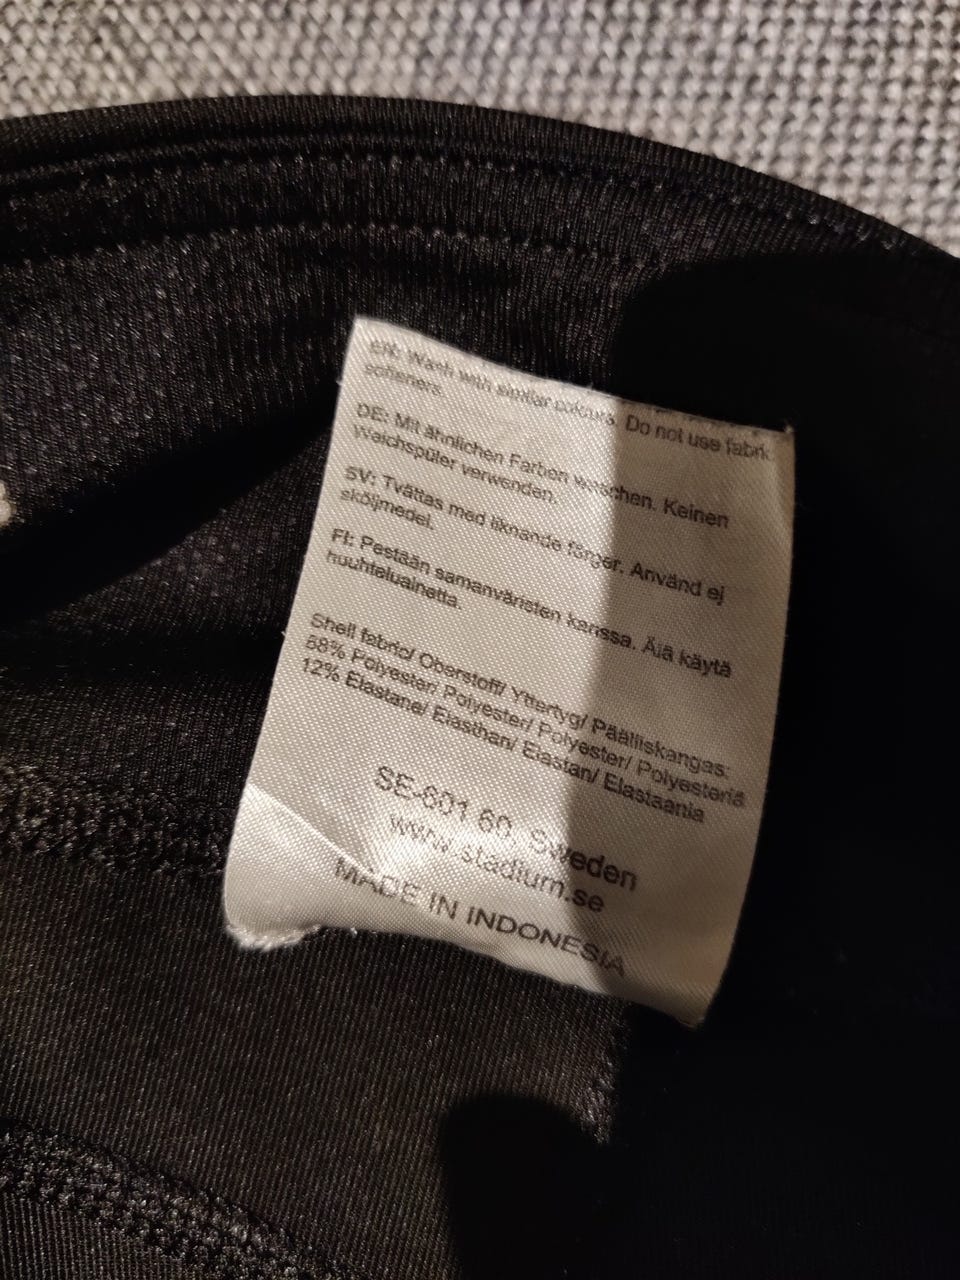 EN: Wash with similar colours. Do not use fabric
softeners.
DE: Mit ähnlichen Farben waschen. Keinen
Weichspüler verwenden.
SV: Tvättas med liknande färger. Använd ej
sköljmedel.
FI: Pestään samanväristen kanssa. Älä käytä
huuhteluainetta.
Shell fabric/ Oberstoff/ Yttertyg/ Päälliskangas:
88% Polyester/ Polyester/ Polyester/ Polyesteriä
12% Elastane/ Elasthan/ Elastan/ Elastaania
SE-601 60, Sweden
www.stadium.se
MADE IN INDONESIA